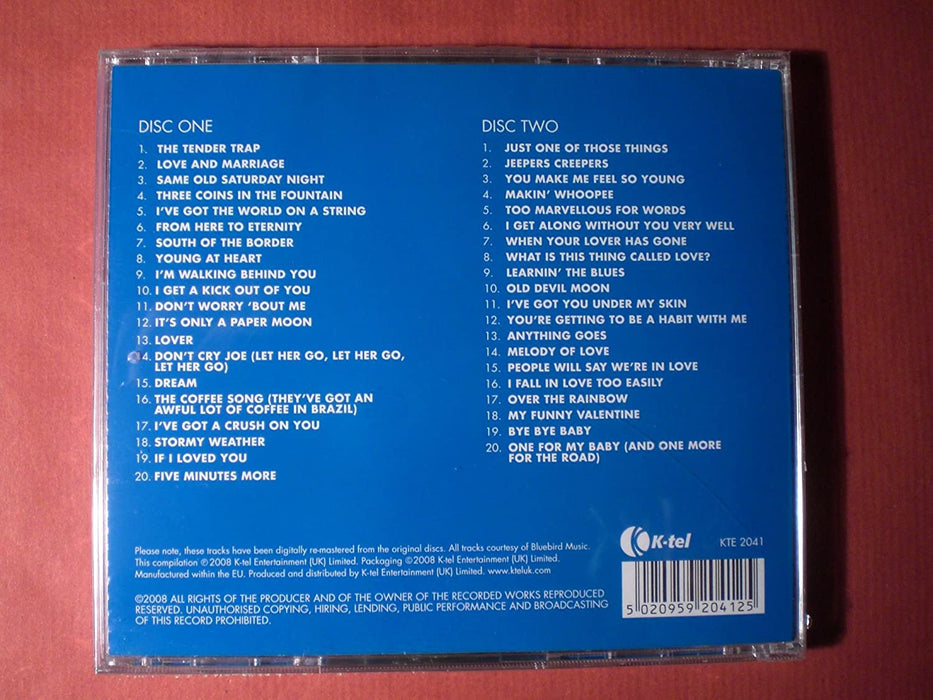 DISC ONE
1. THE TENDER TRAP
2. LOVE AND MARRIAGE
3. SAME OLD SATURDAY NIGHT
4. THREE COINS IN THE FOUNTAIN
5. I'VE GOT THE WORLD ON A STRING
6. FROM HERE TO ETERNITY
7. SOUTH OF THE BORDER
8. YOUNG AT HEART
9. I'M WALKING BEHIND YOU
10. I GET A KICK OUT OF YOU
11. DON'T WORRY 'BOUT ME
12. IT'S ONLY A PAPER MOON
13. LOVER
14. DON'T CRY JOE (LET HER GO, LET HER GO,
LET HER GO)
15. DREAM
16. THE COFFEE SONG (THEY'VE GOT AN
AWFUL LOT OF COFFEE IN BRAZIL)
17. I'VE GOT A CRUSH ON YOU
18. STORMY WEATHER
19. IF I LOVED YOU
20. FIVE MINUTES MORE
DISC TWO
1. JUST ONE OF THOSE THINGS
2. JEEPERS CREEPERS
3. YOU MAKE ME FEEL SO YOUNG
4. MAKIN' WHOOPEE
5. TOO MARVELLOUS FOR WORDS
6. I GET ALONG WITHOUT YOU VERY WELL
7. WHEN YOUR LOVER HAS GONE
8. WHAT IS THIS THING CALLED LOVE?
9. LEARNIN' THE BLUES
10. OLD DEVIL MOON
11. I'VE GOT YOU UNDER MY SKIN
12. YOU'RE GETTING TO BE A HABIT WITH ME
13. ANYTHING GOES
14. MELODY OF LOVE
15. PEOPLE WILL SAY WE'RE IN LOVE
16. I FALL IN LOVE TOO EASILY
17. OVER THE RAINBOW
18. MY FUNNY VALENTINE
19. BYE BYE BABY
20. ONE FOR MY BABY (AND ONE MORE
FOR THE ROAD)
Please note, these tracks have been digitally re-mastered from the original discs. All tracks courtesy of Bluebird Music.
This compilation ℗ 2008 K-tel Entertainment (UK) Limited. Packaging © 2008 K-tel Entertainment (UK) Limited.
Manufactured within the EU. Produced and distributed by K-tel Entertainment (UK) Limited. www.kteluk.com
©2008 ALL RIGHTS OF THE PRODUCER AND OF THE OWNER OF THE RECORDED WORKS REPRODUCED
RESERVED. UNAUTHORISED COPYING, HIRING, LENDING, PUBLIC PERFORMANCE AND BROADCASTING
OF THIS RECORD PROHIBITED.
K-tel
KTE 2041
5 020959 204125